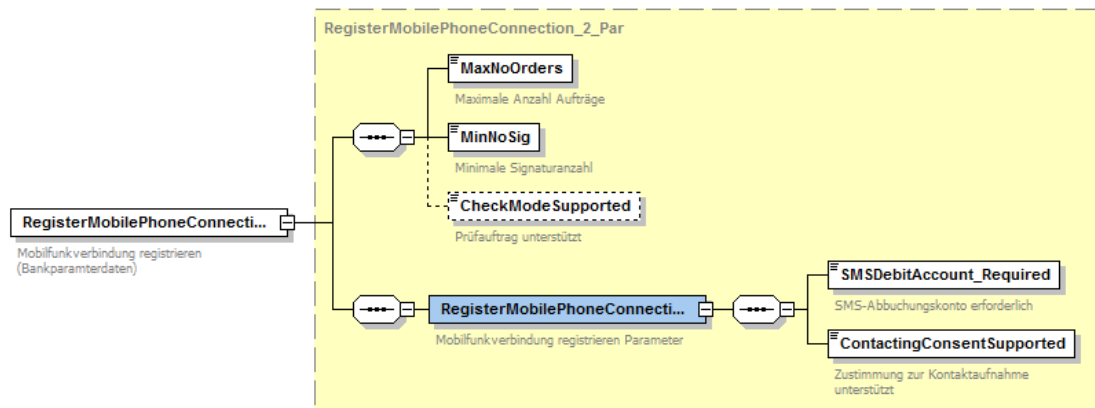 RegisterMobilePhoneConnection_2_Par
MaxNoOrders
Maximale Anzahl Aufträge
MinNoSig
Minimale Signaturanzahl
CheckModeSupported
Prüfauftrag unterstützt
RegisterMobilePhoneConnecti...
Mobilfunkverbindung registrieren
(Bankparamterdaten)
RegisterMobilePhoneConnecti...
Mobilfunkverbindung registrieren Parameter
SMSDebitAccount_Required
SMS-Abbuchungskonto erforderlich
ContactingConsentSupported
Zustimmung zur Kontaktaufnahme
unterstützt